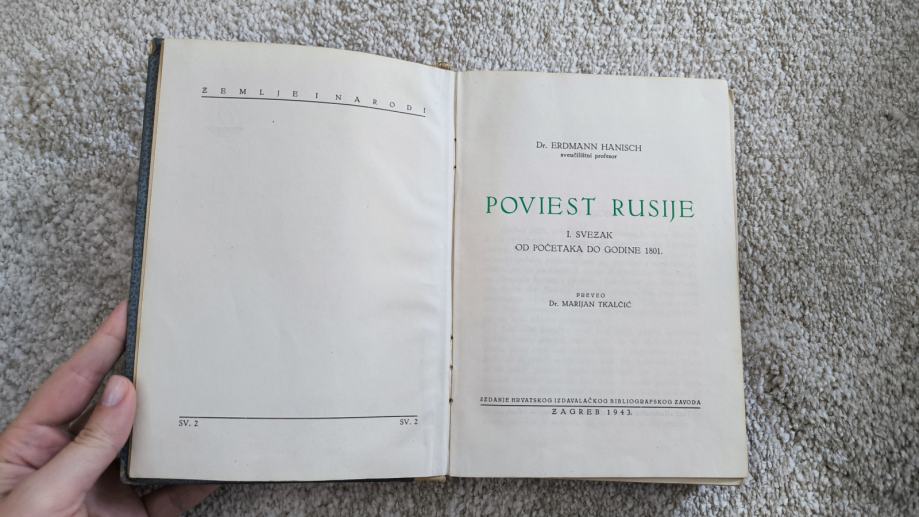 ZEMLJE I NARODI
SV. 2
SV. 2
Dr. ERDMANN HANISCH
sveučilištni profesor
POVIEST RUSIJE
I. SVEZAK
OD POČETAKA DO GODINE 1801.
PREVEO
Dr. MARIJAN TKALČIĆ
IZDANJE HRVATSKOG IZDAVALAČKOG BIBLIOGRAFSKOG ZAVODA
ZAGREB 1943.